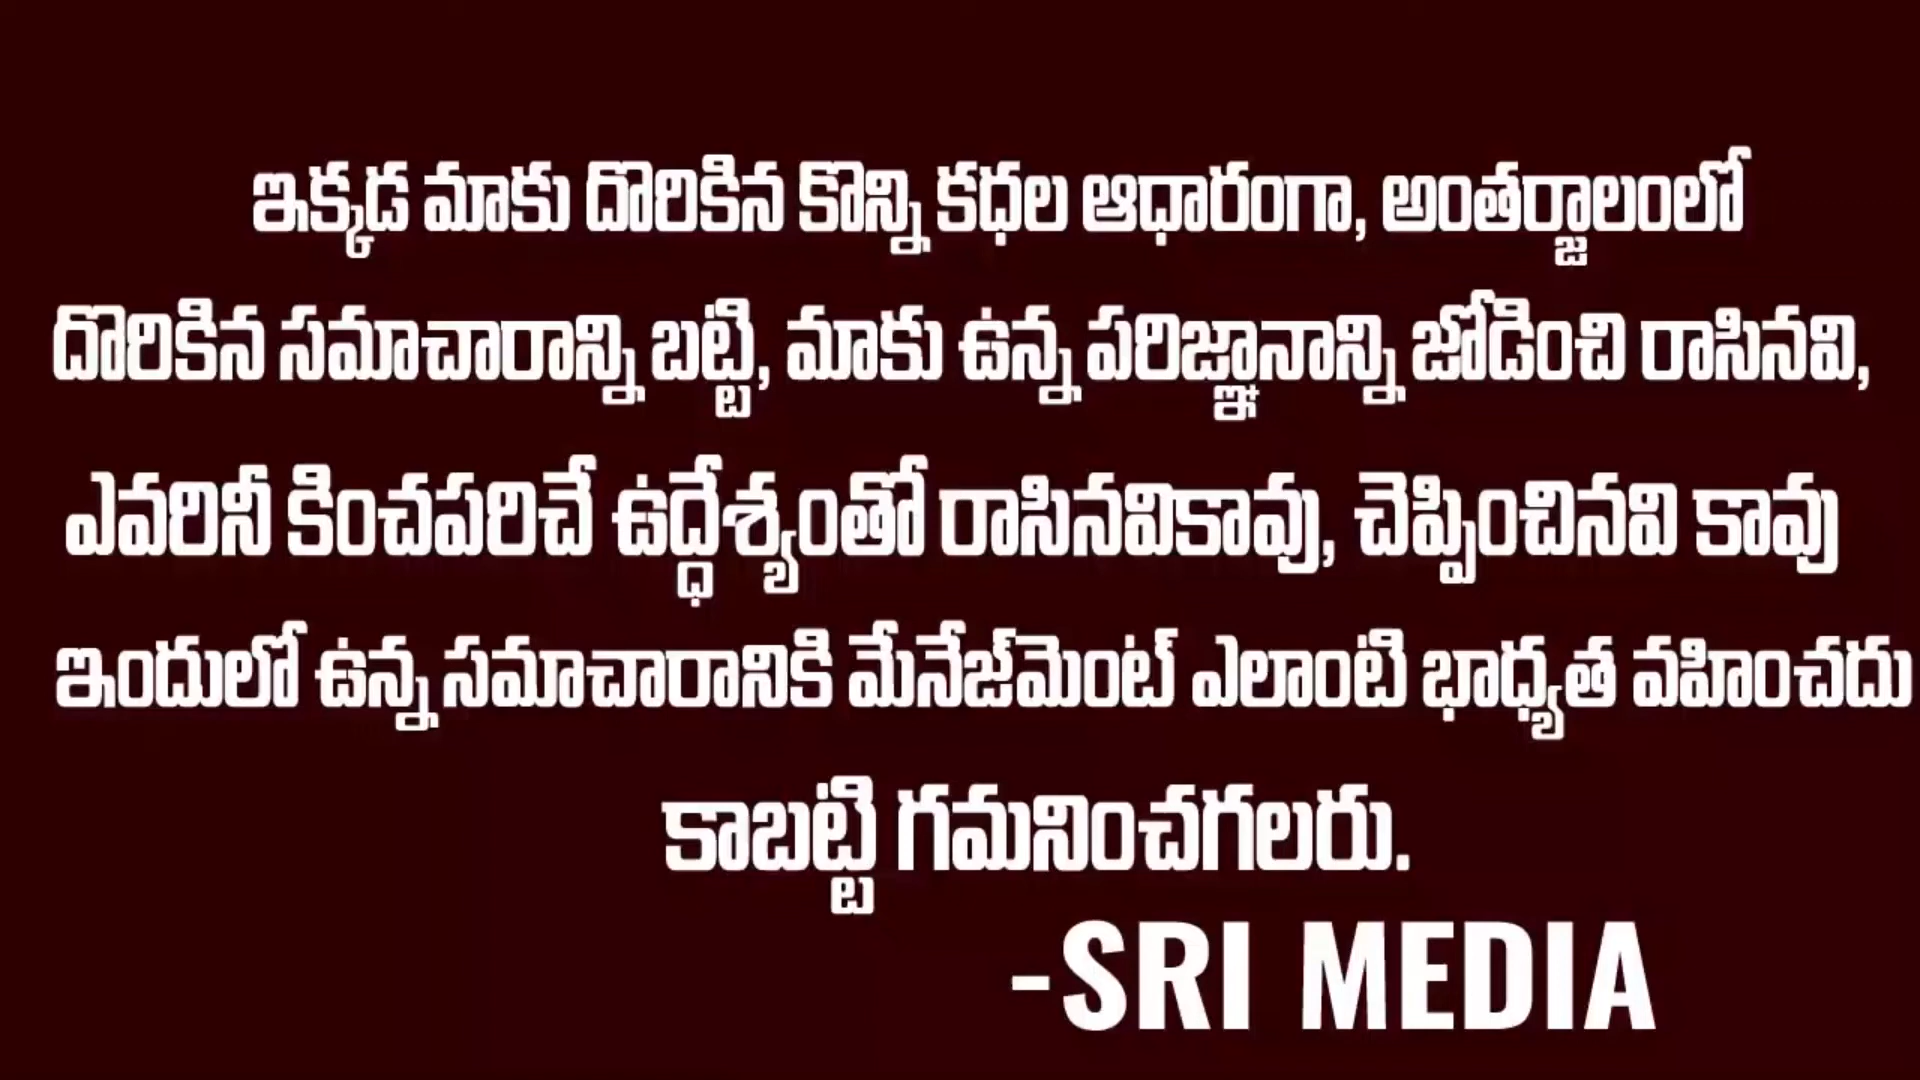 ఇక్కడ మాకు దొరికిన కొన్ని కధల ఆధారంగా, అంతర్జాలంలో
దొరికిన సమాచారాన్ని బట్టి, మాకు ఉన్న పరిజ్ఞానాన్ని జోడించి రాసినవి,
ఎవరినీ కించపరిచే ఉద్ధేశ్యంతో రాసినవికావు, చెప్పించినవి కావు
ఇందులో ఉన్న సమాచారానికి మేనేజ్‌మెంట్ ఎలాంటి భాధ్యత వహించదు
కాబట్టి గమనించగలరు.
-SRI MEDIA